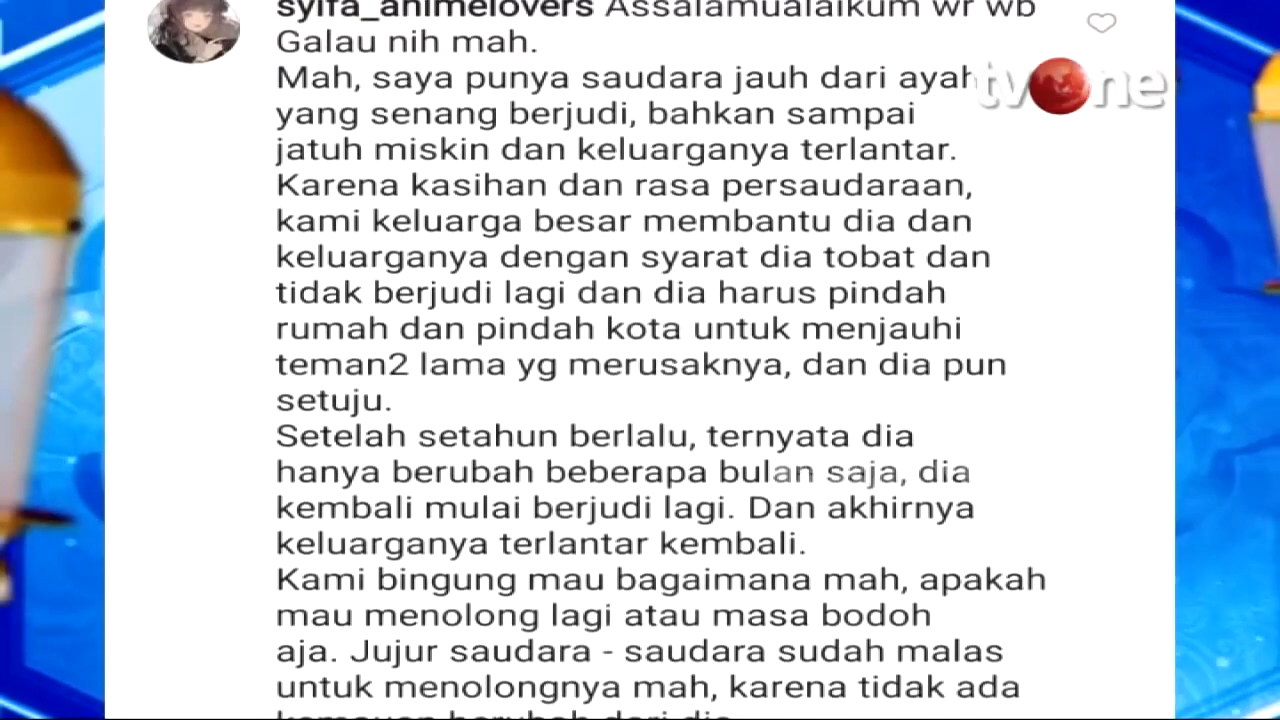 syifa_animelovers Assalamualaikum wr wb
Galau nih mah.
Mah, saya punya saudara jauh dari ayah
yang senang berjudi, bahkan sampai
jatuh miskin dan keluarganya terlantar.
Karena kasihan dan rasa persaudaraan,
kami keluarga besar membantu dia dan
keluarganya dengan syarat dia tobat dan
tidak berjudi lagi dan dia harus pindah
rumah dan pindah kota untuk menjauhi
teman2 lama yg merusaknya, dan dia pun
setuju.
Setelah setahun berlalu, ternyata dia
hanya berubah beberapa bulan saja, dia
kembali mulai berjudi lagi. Dan akhirnya
keluarganya terlantar kembali.
Kami bingung mau bagaimana mah, apakah
mau menolong lagi atau masa bodoh
aja. Jujur saudara - saudara sudah malas
untuk menolongnya mah, karena tidak ada
kemauan berubah dari dia
tvOne